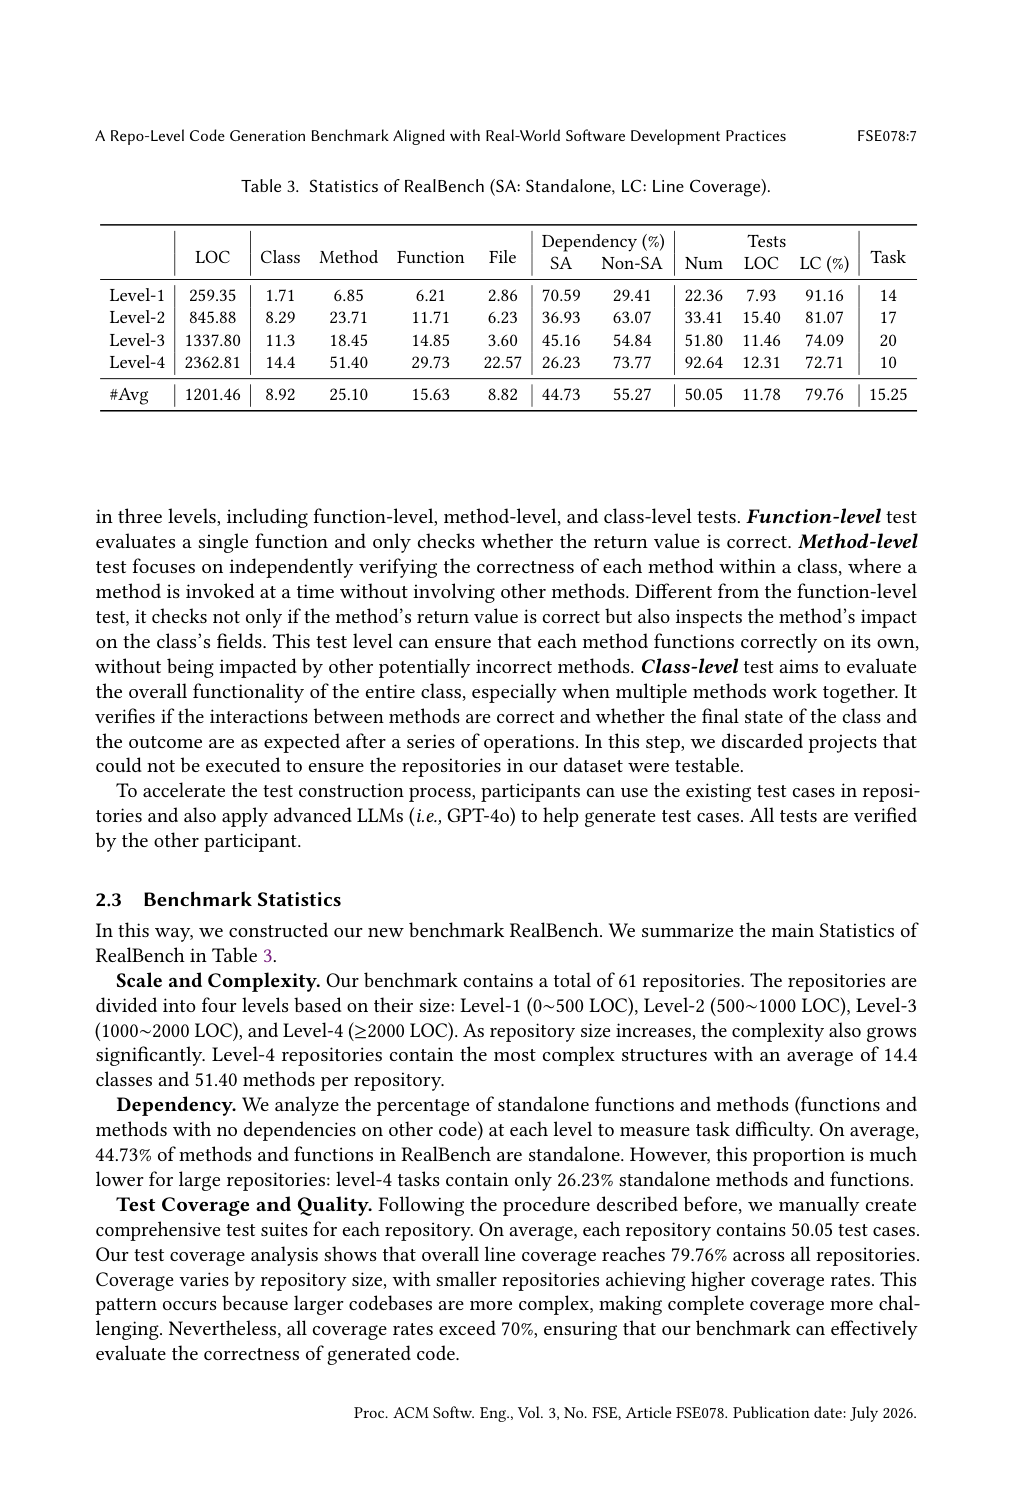 A Repo-Level Code Generation Benchmark Aligned with Real-World Software Development Practices FSE078:7
Table 3. Statistics of RealBench (SA: Standalone, LC: Line Coverage).
LOC Class Method Function File Dependency (%) Tests Task
SA Non-SA Num LOC LC (%)
Level-1 259.35 1.71 6.85 6.21 2.86 70.59 29.41 22.36 7.93 91.16 14
Level-2 845.88 8.29 23.71 11.71 6.23 36.93 63.07 33.41 15.40 81.07 17
Level-3 1337.80 11.3 18.45 14.85 3.60 45.16 54.84 51.80 11.46 74.09 20
Level-4 2362.81 14.4 51.40 29.73 22.57 26.23 73.77 92.64 12.31 72.71 10
#Avg 1201.46 8.92 25.10 15.63 8.82 44.73 55.27 50.05 11.78 79.76 15.25
in three levels, including function-level, method-level, and class-level tests. Function-level test
evaluates a single function and only checks whether the return value is correct. Method-level
test focuses on independently verifying the correctness of each method within a class, where a
method is invoked at a time without involving other methods. Different from the function-level
test, it checks not only if the method's return value is correct but also inspects the method's impact
on the class's fields. This test level can ensure that each method functions correctly on its own,
without being impacted by other potentially incorrect methods. Class-level test aims to evaluate
the overall functionality of the entire class, especially when multiple methods work together. It
verifies if the interactions between methods are correct and whether the final state of the class and
the outcome are as expected after a series of operations. In this step, we discarded projects that
could not be executed to ensure the repositories in our dataset were testable.
To accelerate the test construction process, participants can use the existing test cases in reposi-
tories and also apply advanced LLMs (i.e., GPT-4o) to help generate test cases. All tests are verified
by the other participant.
2.3 Benchmark Statistics
In this way, we constructed our new benchmark RealBench. We summarize the main Statistics of
RealBench in Table 3.
Scale and Complexity. Our benchmark contains a total of 61 repositories. The repositories are
divided into four levels based on their size: Level-1 (0~500 LOC), Level-2 (500~1000 LOC), Level-3
(1000~2000 LOC), and Level-4 (≥2000 LOC). As repository size increases, the complexity also grows
significantly. Level-4 repositories contain the most complex structures with an average of 14.4
classes and 51.40 methods per repository.
Dependency. We analyze the percentage of standalone functions and methods (functions and
methods with no dependencies on other code) at each level to measure task difficulty. On average,
44.73% of methods and functions in RealBench are standalone. However, this proportion is much
lower for large repositories: level-4 tasks contain only 26.23% standalone methods and functions.
Test Coverage and Quality. Following the procedure described before, we manually create
comprehensive test suites for each repository. On average, each repository contains 50.05 test cases.
Our test coverage analysis shows that overall line coverage reaches 79.76% across all repositories.
Coverage varies by repository size, with smaller repositories achieving higher coverage rates. This
pattern occurs because larger codebases are more complex, making complete coverage more chal-
lenging. Nevertheless, all coverage rates exceed 70%, ensuring that our benchmark can effectively
evaluate the correctness of generated code.
Proc. ACM Softw. Eng., Vol. 3, No. FSE, Article FSE078. Publication date: July 2026.